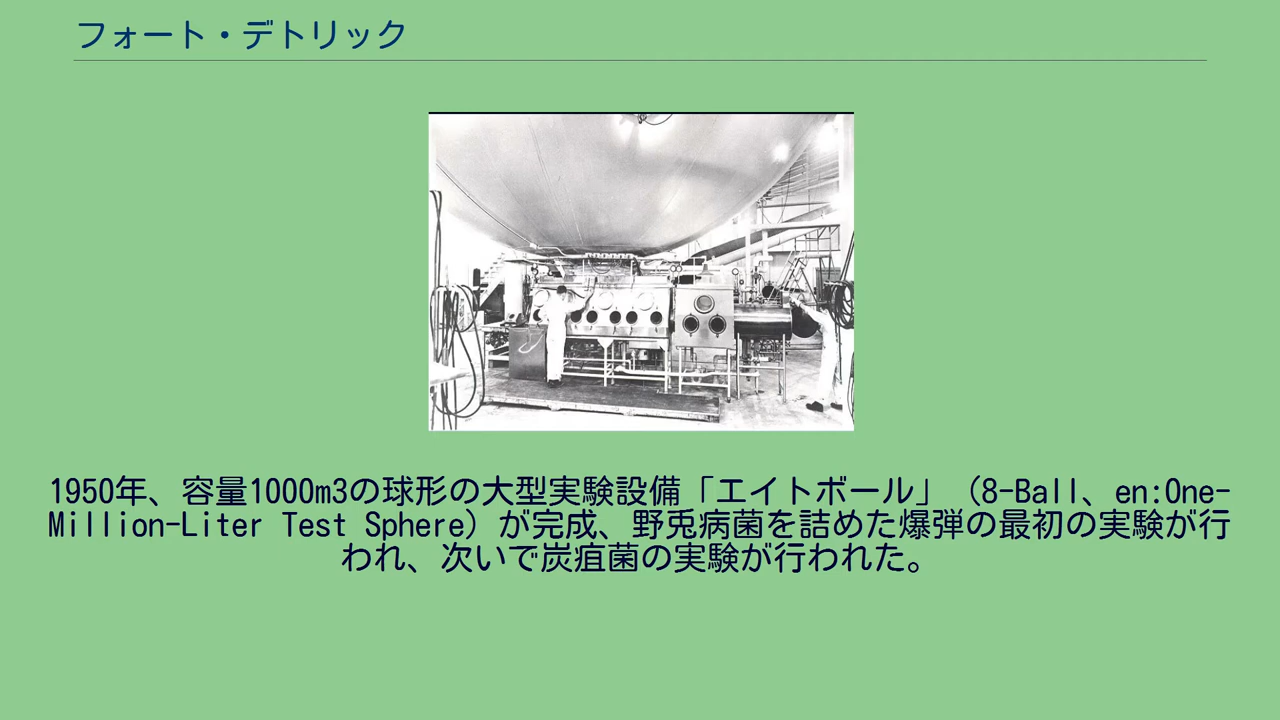 フォート・デトリック
1950年、容量1000m3の球形の大型実験設備「エイトボール」（8-Ball、en:One-
Million-Liter Test Sphere）が完成、野兎病菌を詰めた爆弾の最初の実験が行
われ、次いで炭疽菌の実験が行われた。